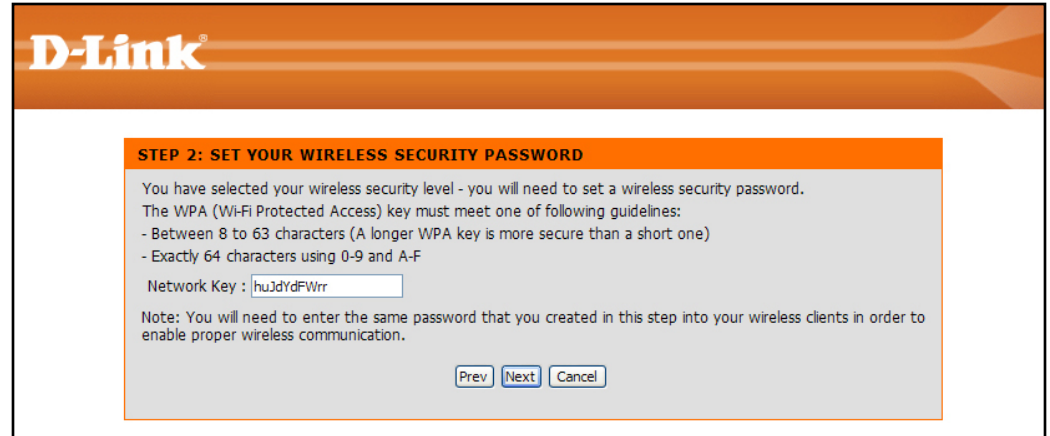 D-Link®
STEP 2: SET YOUR WIRELESS SECURITY PASSWORD
You have selected your wireless security level - you will need to set a wireless security password.
The WPA (Wi-Fi Protected Access) key must meet one of following guidelines:
- Between 8 to 63 characters (A longer WPA key is more secure than a short one)
- Exactly 64 characters using 0-9 and A-F
Network Key : huJdYdFWrr
Note: You will need to enter the same password that you created in this step into your wireless clients in order to
enable proper wireless communication.
Prev Next Cancel